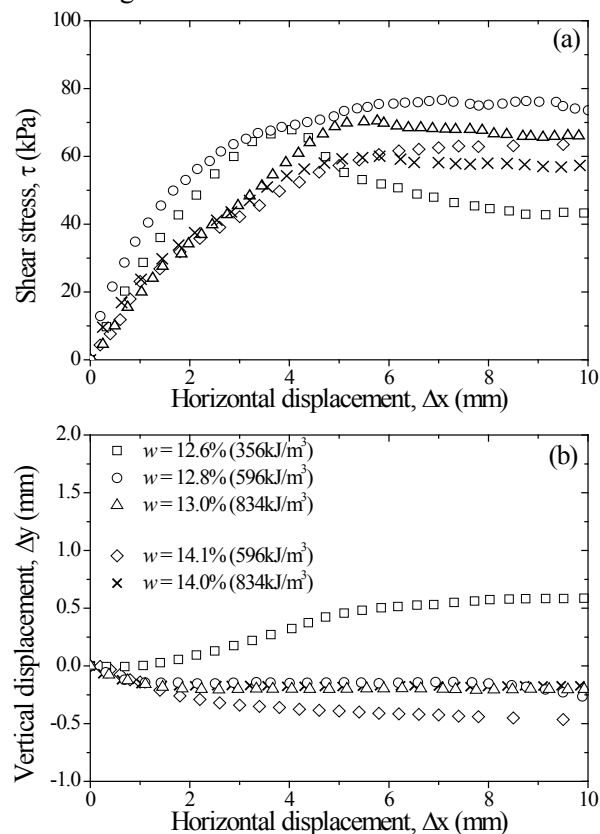 (a)
100
80
60
40
20
0
Shear stress, τ (kPa)
0 2 4 6 8 10
Horizontal displacement, Δx (mm)
(b)
2.0
1.5
1.0
0.5
0.0
-0.5
-1.0
Vertical displacement, Δy (mm)
w = 12.6% (356kJ/m³)
w = 12.8% (596kJ/m³)
w = 13.0% (834kJ/m³)
w = 14.1% (596kJ/m³)
w = 14.0% (834kJ/m³)
0 2 4 6 8 10
Horizontal displacement, Δx (mm)